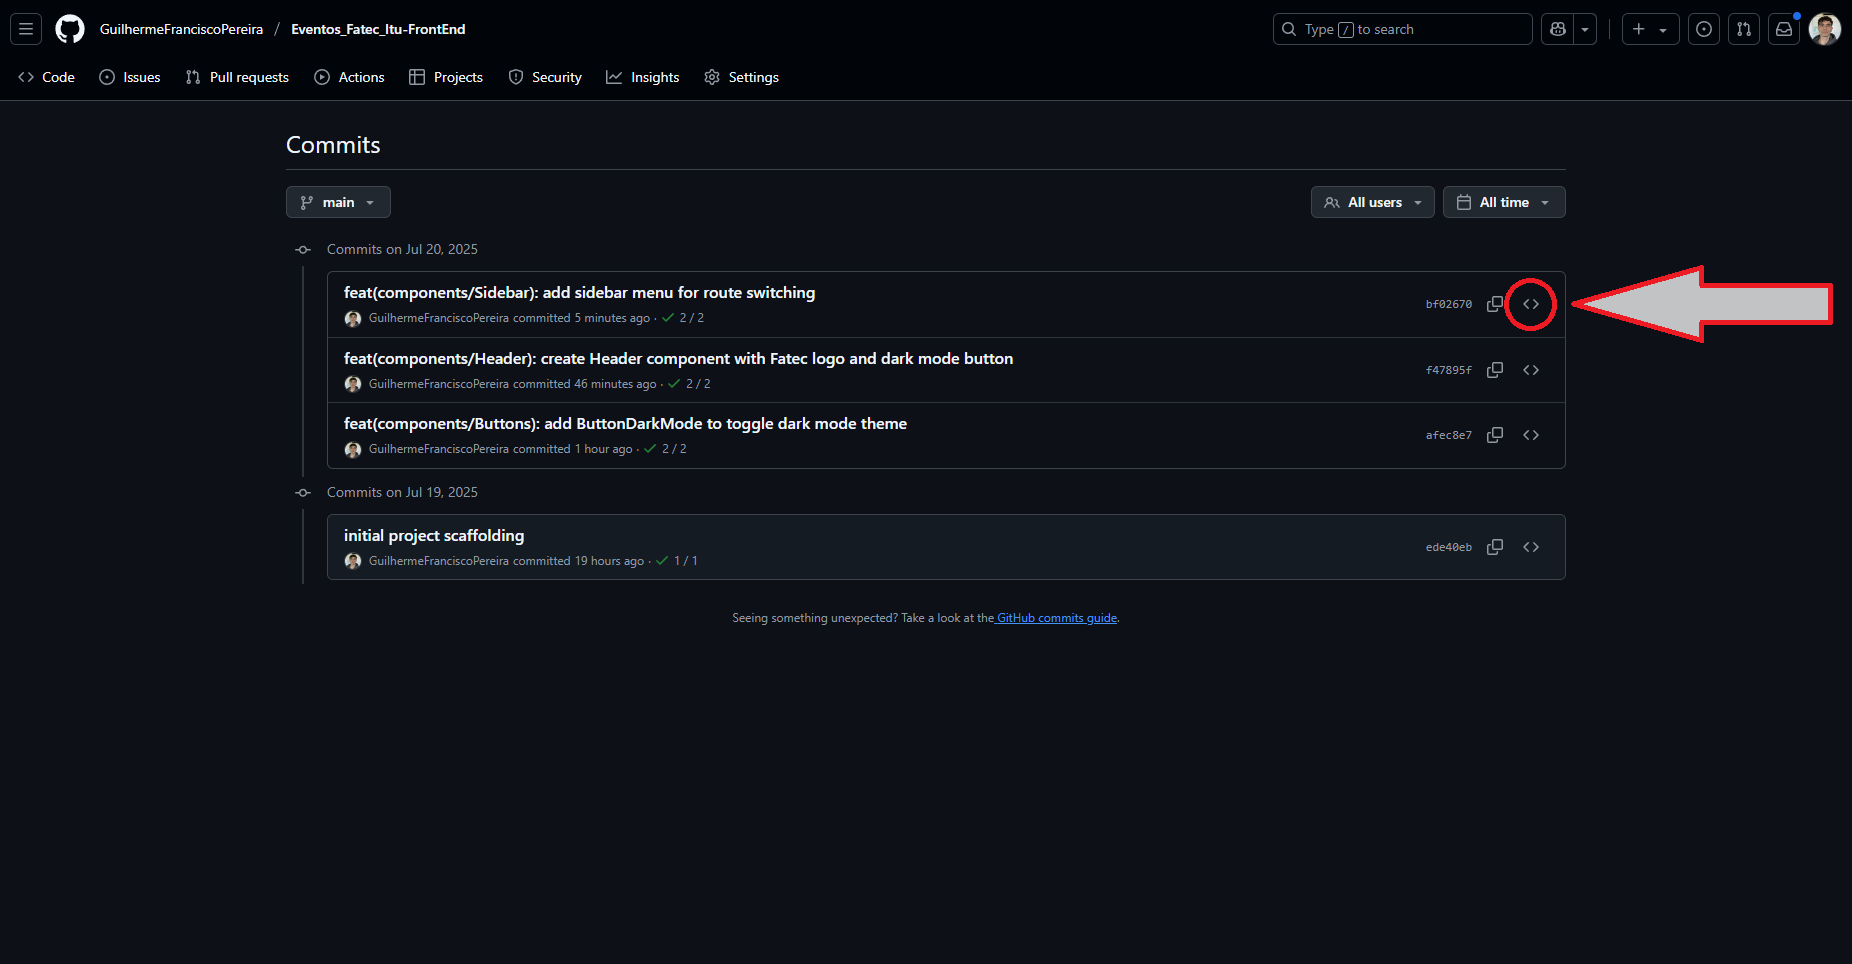 GuilhermeFranciscoPereira / Eventos_Fatec_Itu-FrontEnd
Type / to search
Code Issues Pull requests Actions Projects Security Insights Settings
Commits
main All users All time
Commits on Jul 20, 2025
feat(components/Sidebar): add sidebar menu for route switching
bf02670
GuilhermeFranciscoPereira committed 5 minutes ago · 2 / 2
feat(components/Header): create Header component with Fatec logo and dark mode button
f47895f
GuilhermeFranciscoPereira committed 46 minutes ago · 2 / 2
feat(components/Buttons): add ButtonDarkMode to toggle dark mode theme
afec8e7
GuilhermeFranciscoPereira committed 1 hour ago · 2 / 2
Commits on Jul 19, 2025
initial project scaffolding
ede40eb
GuilhermeFranciscoPereira committed 19 hours ago · 1 / 1
Seeing something unexpected? Take a look at the GitHub commits guide.